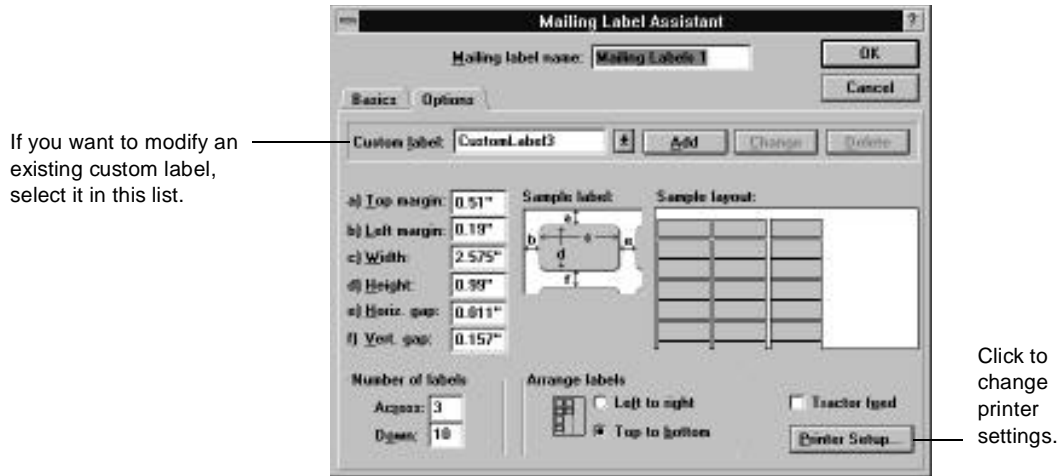 Mailing Label Assistant
?
Mailing label name: Mailing Labels 1
OK
Cancel
Basics Options
If you want to modify an
existing custom label,
select it in this list.
Custom label: CustomLabel3
Add Change Delete
a) Top margin: 0.51"
b) Left margin: 0.19"
c) Width: 2.575"
d) Height: 0.99"
e) Horiz. gap: 0.011"
f) Vert. gap: 0.157"
Sample label:
a
b c e
d
f
Sample layout:
Number of labels
Across: 3
Down: 10
Arrange labels
Left to right
Top to bottom
Tractor feed
Printer Setup...
Click to
change
printer
settings.